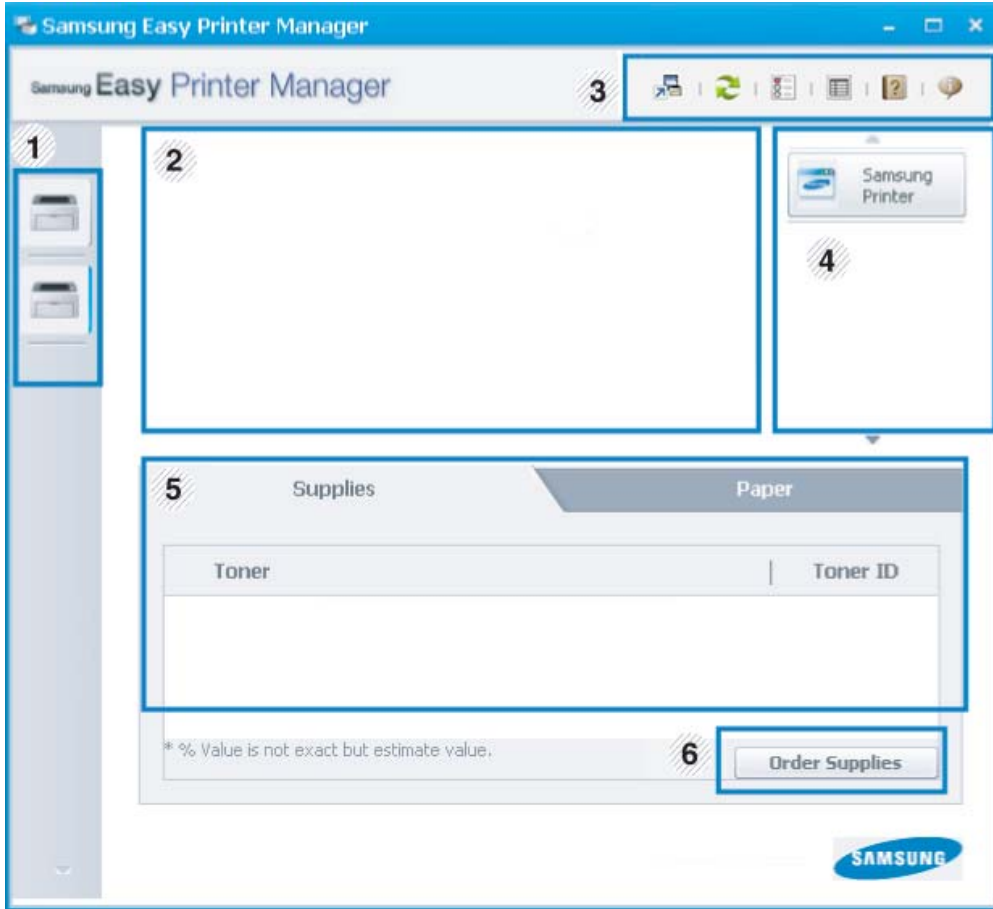 Samsung Easy Printer Manager
Samsung Easy Printer Manager
3
1
2
Samsung
Printer
4
5
Supplies
Paper
Toner
Toner ID
* % Value is not exact but estimate value.
6
Order Supplies
SAMSUNG